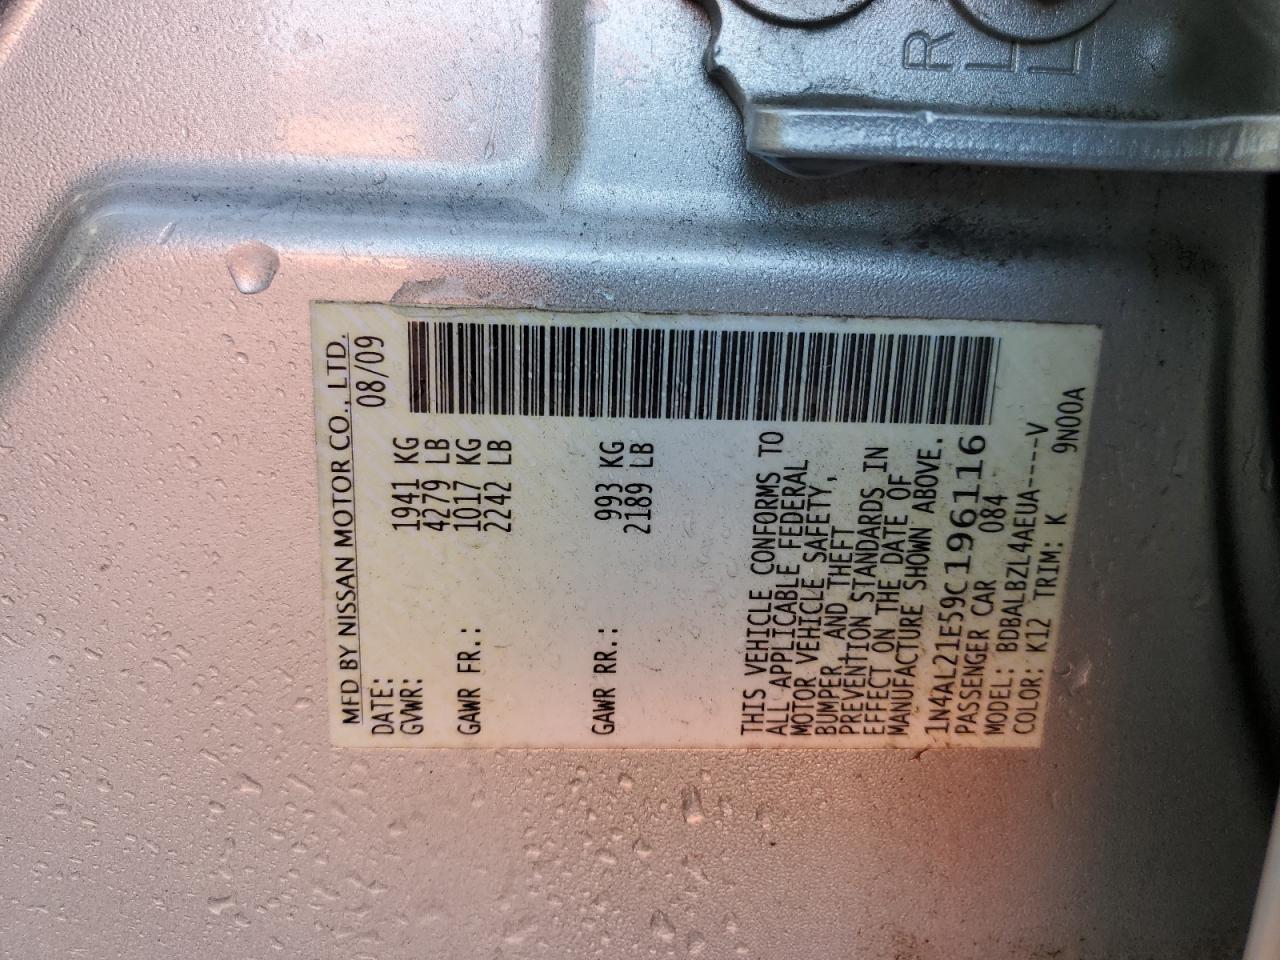 R
L
L
MFD BY NISSAN MOTOR CO., LTD.
DATE: 08/09
GVWR: 1941 KG
4279 LB
GAWR FR.: 1017 KG
2242 LB
GAWR RR.: 993 KG
2189 LB
THIS VEHICLE CONFORMS TO
ALL APPLICABLE FEDERAL
MOTOR VEHICLE SAFETY,
BUMPER, AND THEFT
PREVENTION STANDARDS IN
EFFECT ON THE DATE OF
MANUFACTURE SHOWN ABOVE.
1N4AL21E59C196116
PASSENGER CAR 084
MODEL: BDBALBZL4AEUA----V
COLOR: K12 TRIM: K 9N00A